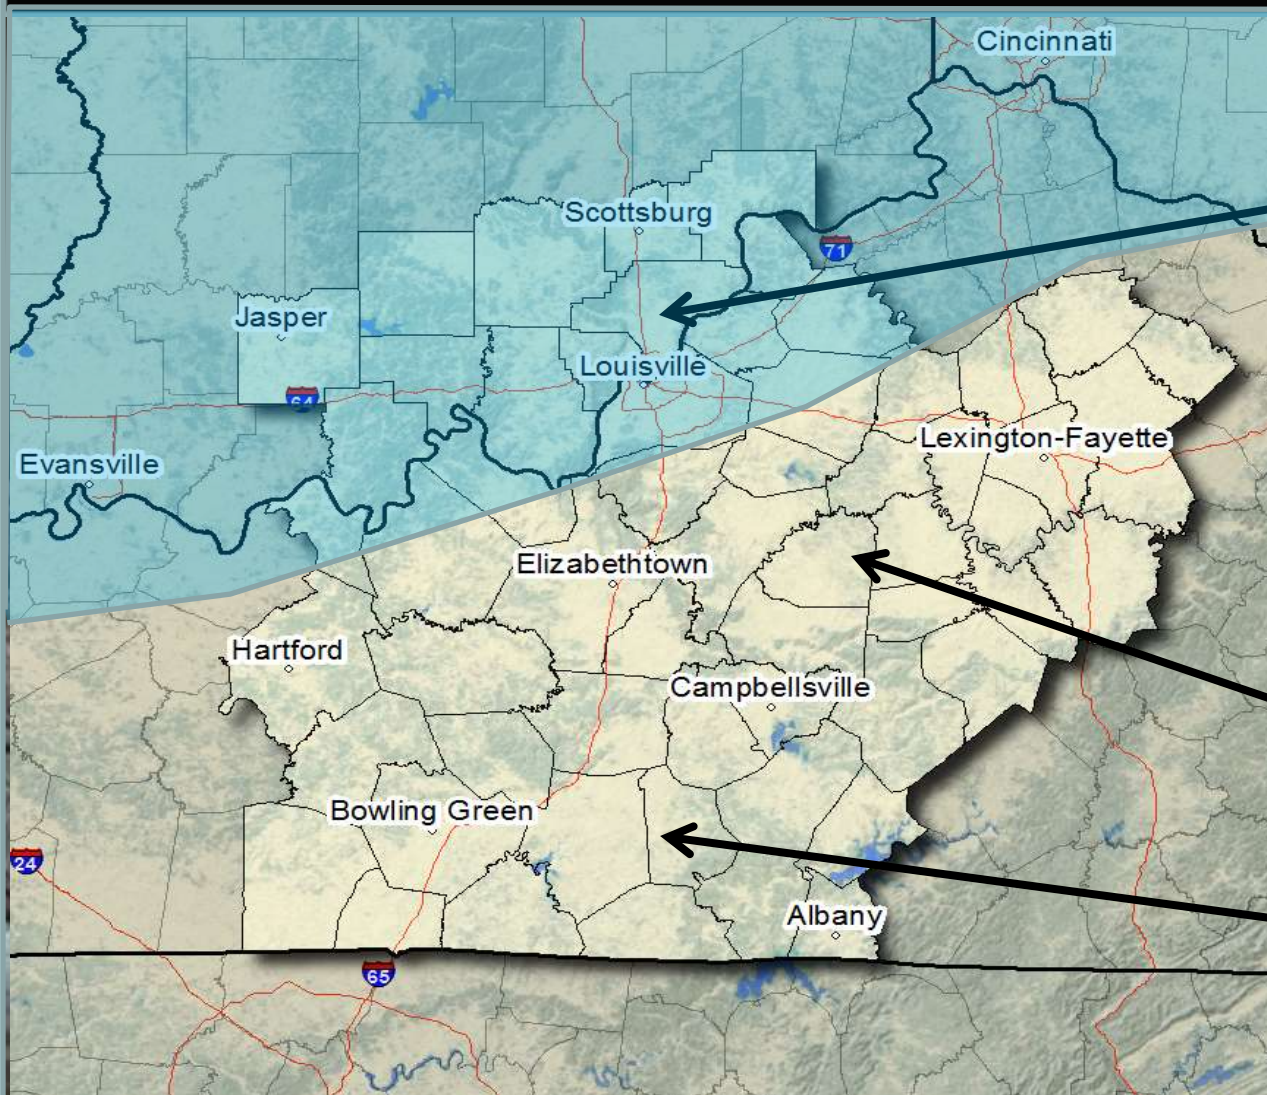 Cincinnati
Scottsburg
71
Jasper
Louisville
64
Lexington-Fayette
Evansville
Elizabethtown
Hartford
Campbellsville
Bowling Green
24
Albany
65